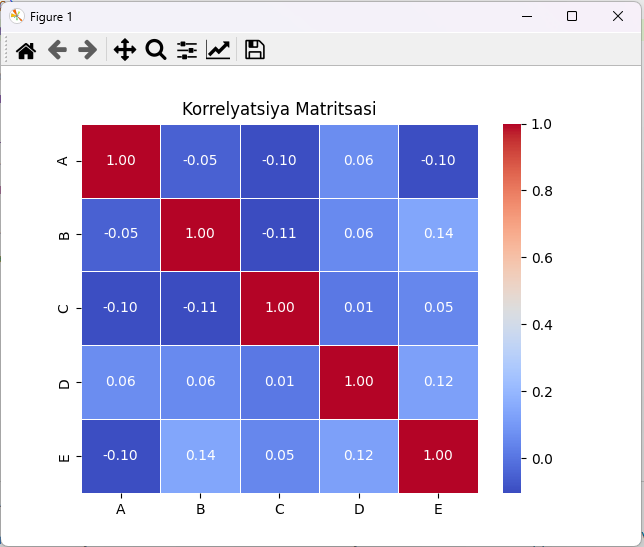 Figure 1
Korrelyatsiya Matritsasi
A 1.00 -0.05 -0.10 0.06 -0.10
B -0.05 1.00 -0.11 0.06 0.14
C -0.10 -0.11 1.00 0.01 0.05
D 0.06 0.06 0.01 1.00 0.12
E -0.10 0.14 0.05 0.12 1.00
A B C D E
1.0
0.8
0.6
0.4
0.2
0.0